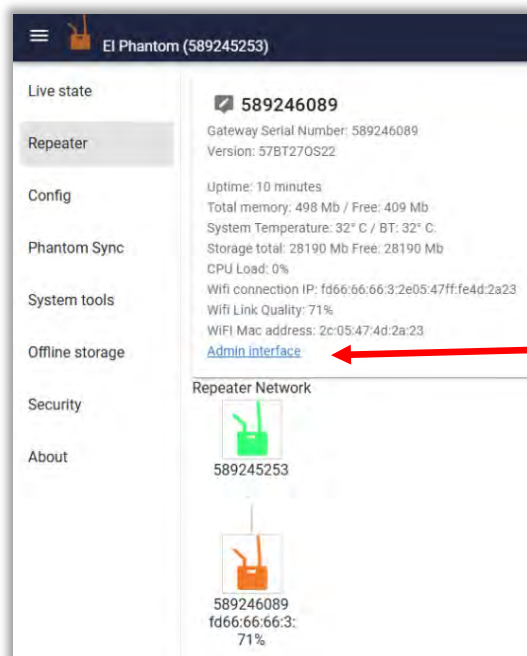 El Phantom (589245253)
Live state
Repeater
Config
Phantom Sync
System tools
Offline storage
Security
About
589246089
Gateway Serial Number: 589246089
Version: 57BT27OS22
Uptime: 10 minutes
Total memory: 498 Mb / Free: 409 Mb
System Temperature: 32° C / BT: 32° C
Storage total: 28190 Mb Free: 28190 Mb
CPU Load: 0%
Wifi connection IP: fd66:66:66:3:2e05:47ff:fe4d:2a23
Wifi Link Quality: 71%
WiFI Mac address: 2c:05:47:4d:2a:23
Admin interface
Repeater Network
589245253
589246089
fd66:66:66:3:
71%